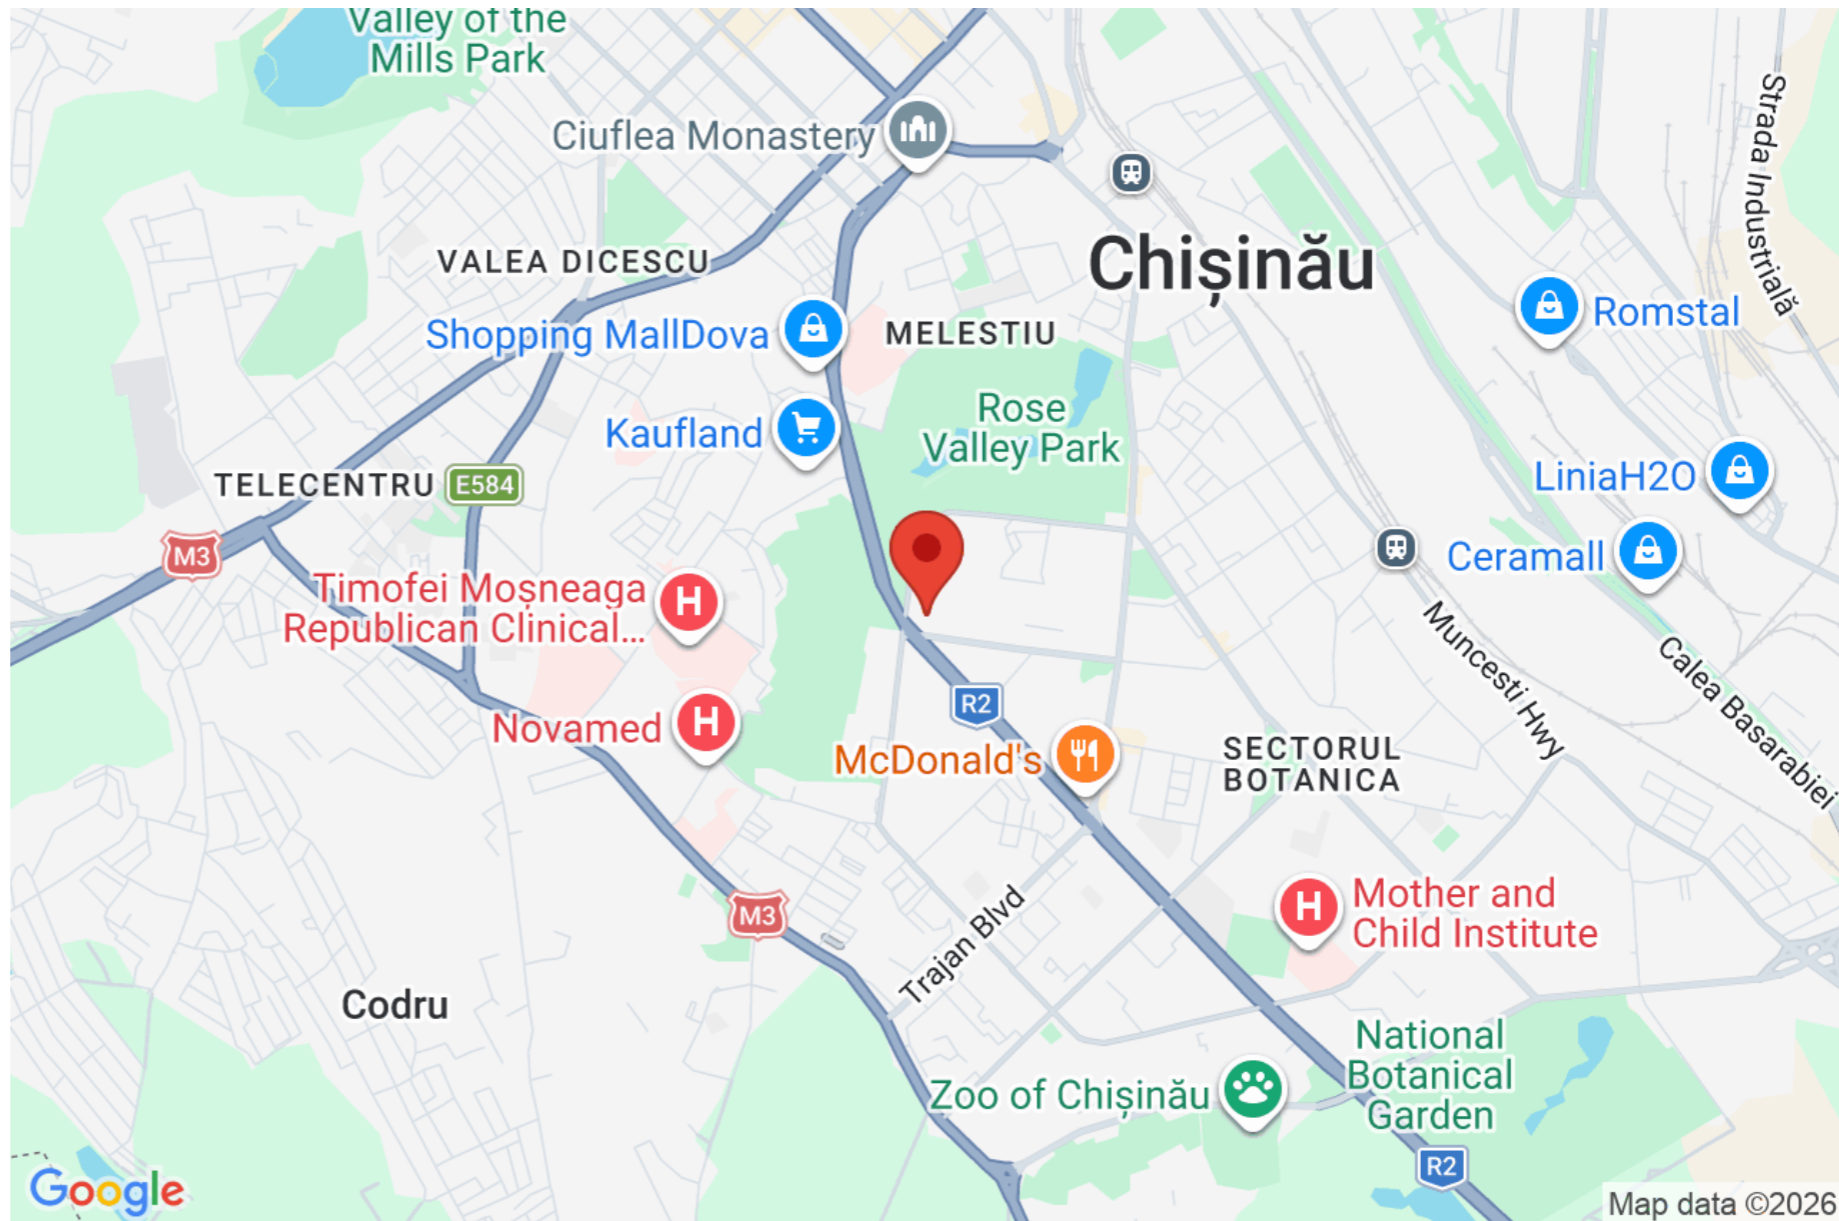 Valley of the
Mills Park
Ciuflea Monastery
Strada Industrială
Chișinău
VALEA DICESCU
Shopping MallDova
MELESTIU
Romstal
Rose
Valley Park
Kaufland
TELECENTRU
E584
LiniaH2O
M3
Ceramall
Timofei Moșneaga
Republican Clinical...
H
Muncesti Hwy
Calea Basarabiei
R2
Novamed
H
McDonald's
SECTORUL
BOTANICA
M3
Trajan Blvd
H
Mother and
Child Institute
Codru
National
Botanical
Garden
Zoo of Chișinău
R2
Google
Map data ©2026